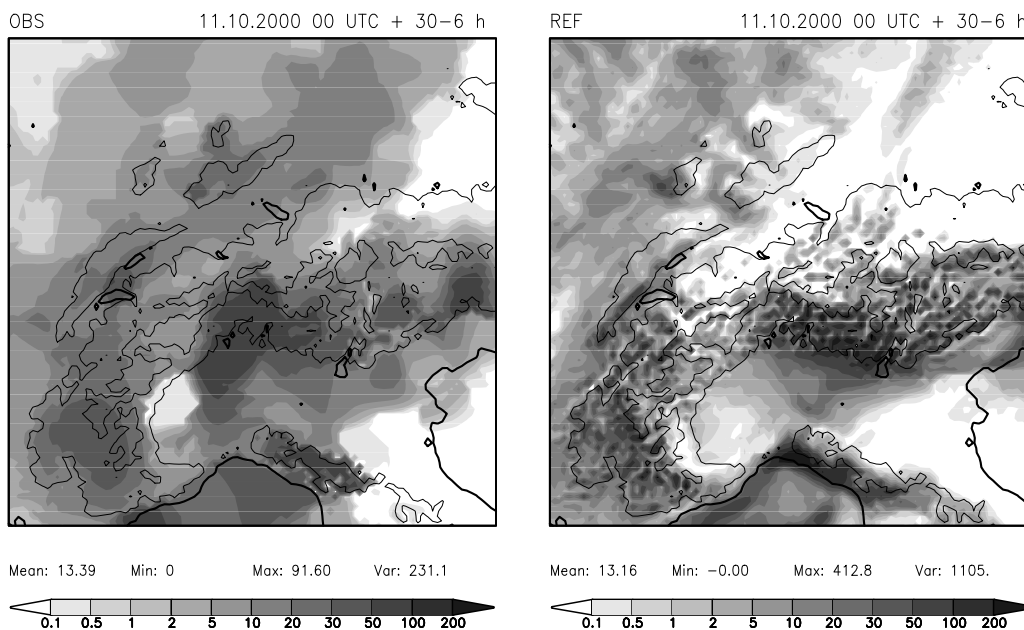 OBS 11.10.2000 00 UTC + 30-6 h
REF 11.10.2000 00 UTC + 30-6 h
Mean: 13.39 Min: 0 Max: 91.60 Var: 231.1
Mean: 13.16 Min: -0.00 Max: 412.8 Var: 1105.
0.1 0.5 1 2 5 10 20 30 50 100 200
0.1 0.5 1 2 5 10 20 30 50 100 200